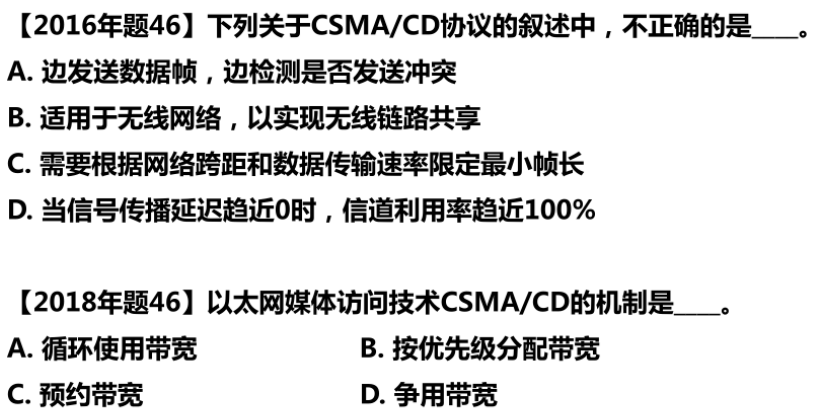 【2016年题46】下列关于CSMA/CD协议的叙述中，不正确的是____。
A. 边发送数据帧，边检测是否发送冲突
B. 适用于无线网络，以实现无线链路共享
C. 需要根据网络跨距和数据传输速率限定最小帧长
D. 当信号传播延迟趋近0时，信道利用率趋近100%
【2018年题46】以太网媒体访问技术CSMA/CD的机制是____。
A. 循环使用带宽 B. 按优先级分配带宽
C. 预约带宽 D. 争用带宽